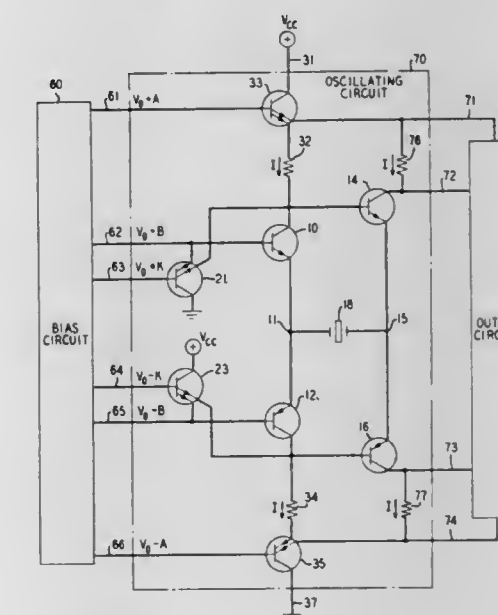 Vcc
60
31
70
61
V₀+A
33
OSCILLATING
CIRCUIT
71
32
76
I↓
I↓
14
72
62
V₀+B
10
63
V₀+K
21
18
11
15
BIAS
CIRCUIT
Vcc
64
V₀-K
23
12
65
V₀-B
16
73
I↓
34
I↓
77
74
66
V₀-A
35
37